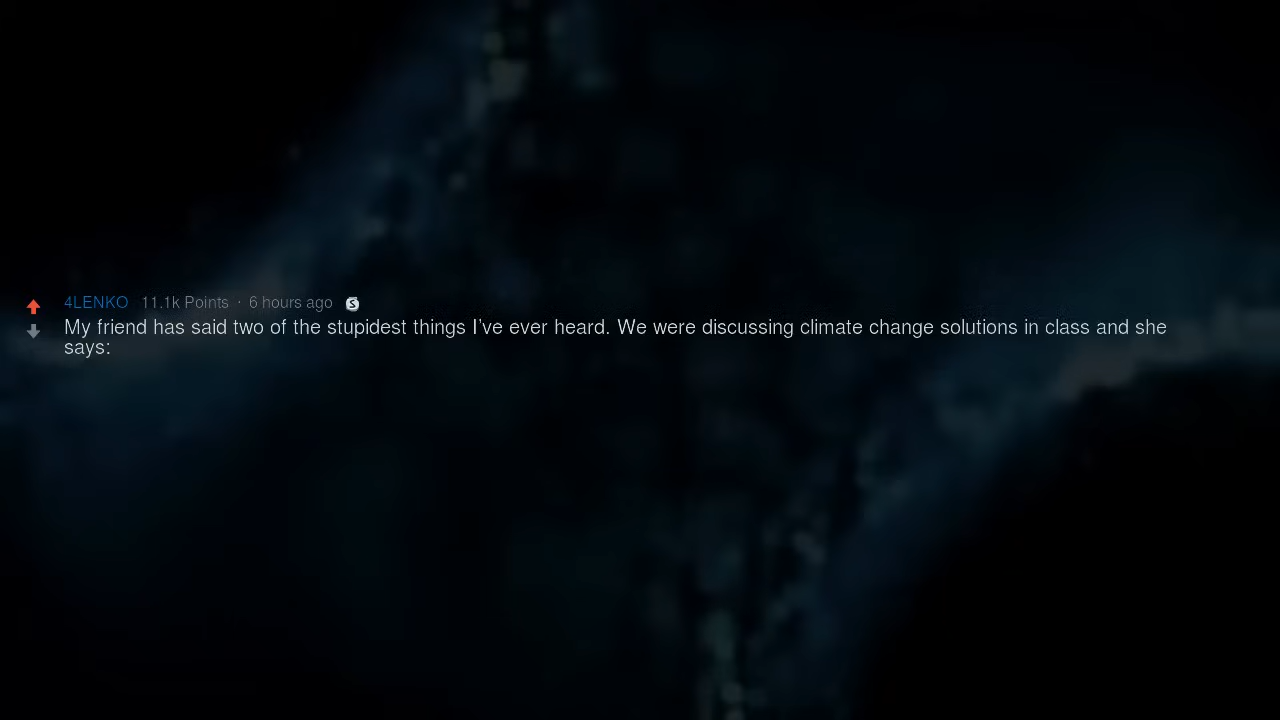 4LENKO 11.1k Points · 6 hours ago S
My friend has said two of the stupidest things I've ever heard. We were discussing climate change solutions in class and she
says: